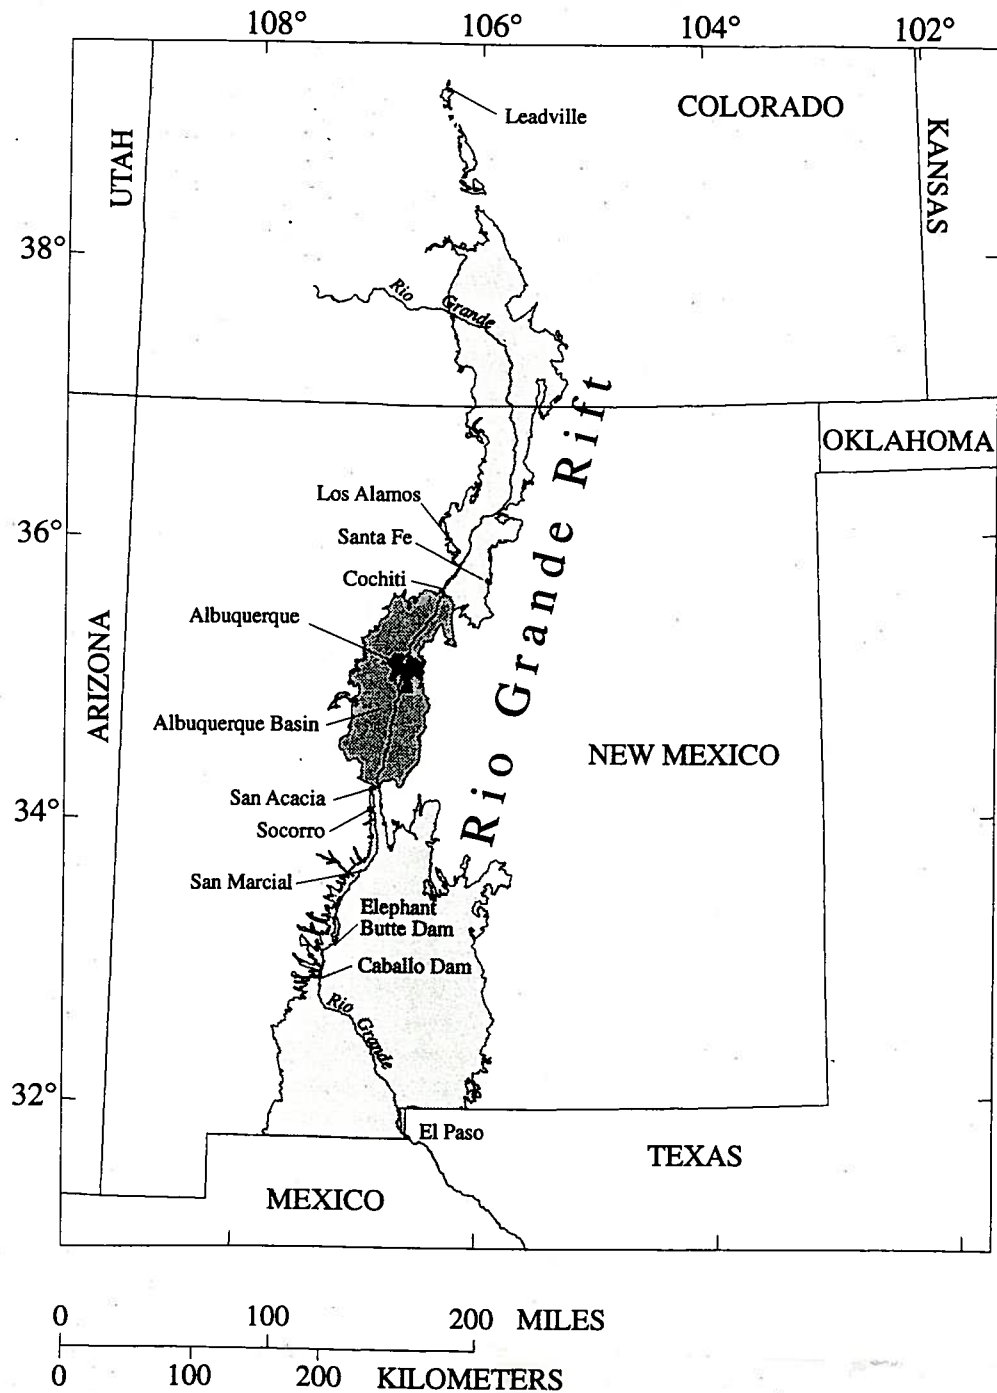 108° 106° 104° 102°
Leadville
COLORADO
UTAH
KANSAS
38°
Rio Grande
Rio Grande Rift
OKLAHOMA
Los Alamos
36°
Santa Fe
Cochiti
Albuquerque
ARIZONA
Albuquerque Basin
NEW MEXICO
San Acacia
34°
Socorro
San Marcial
Elephant
Butte Dam
Caballo Dam
Rio Grande
32°
El Paso
TEXAS
MEXICO
0 100 200 MILES
0 100 200 KILOMETERS